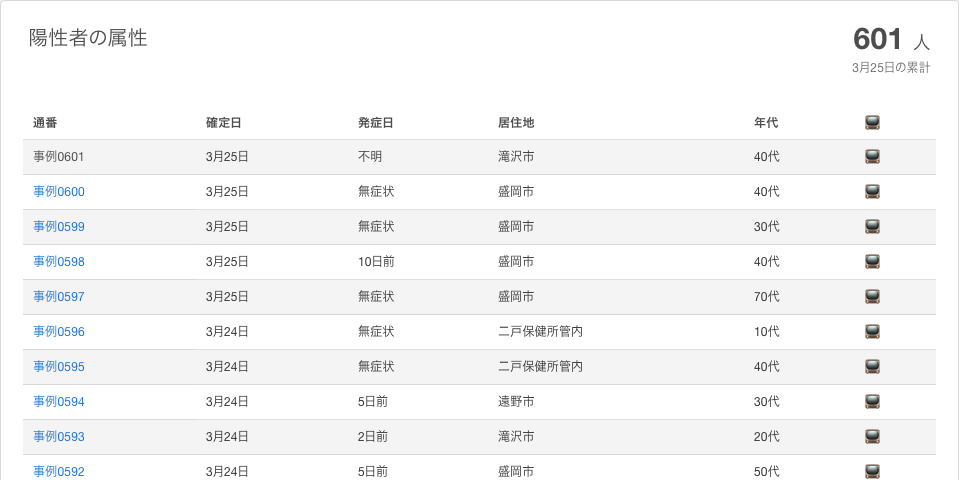 陽性者の属性
601 人
3月25日の累計
通番 確定日 発症日 居住地 年代
事例0601 3月25日 不明 滝沢市 40代
事例0600 3月25日 無症状 盛岡市 40代
事例0599 3月25日 無症状 盛岡市 30代
事例0598 3月25日 10日前 盛岡市 40代
事例0597 3月25日 無症状 盛岡市 70代
事例0596 3月24日 無症状 二戸保健所管内 10代
事例0595 3月24日 無症状 二戸保健所管内 40代
事例0594 3月24日 5日前 遠野市 30代
事例0593 3月24日 2日前 滝沢市 20代
事例0592 3月24日 5日前 盛岡市 50代